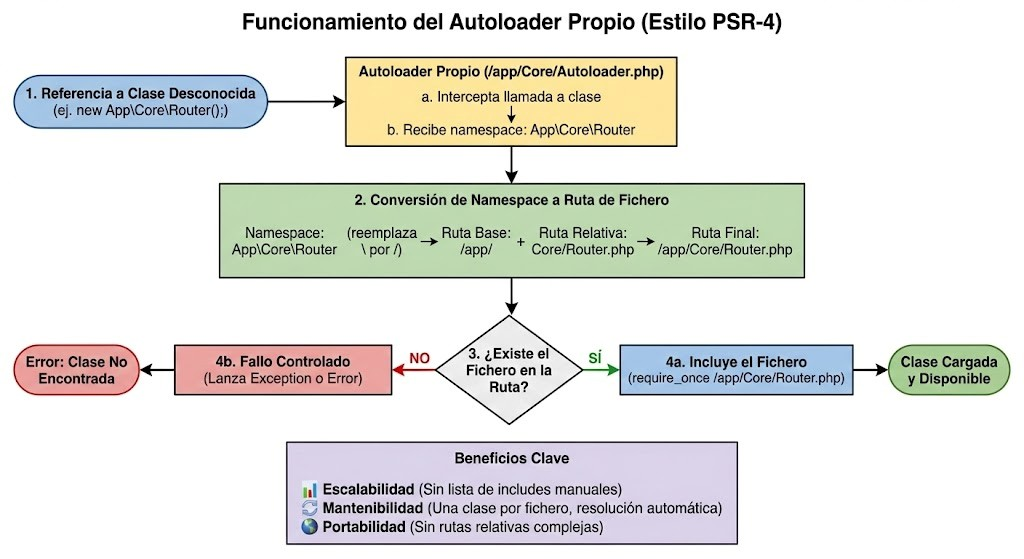 Funcionamiento del Autoloader Propio (Estilo PSR-4)
1. Referencia a Clase Desconocida
(ej. new App\Core\Router();)
Autoloader Propio (/app/Core/Autoloader.php)
a. Intercepta llamada a clase
b. Recibe namespace: App\Core\Router
2. Conversión de Namespace a Ruta de Fichero
Namespace:
App\Core\Router
(reemplaza
\ por /)
Ruta Base:
/app/
+
Ruta Relativa:
Core/Router.php
Ruta Final:
/app/Core/Router.php
3. ¿Existe el
Fichero en la
Ruta?
NO
4b. Fallo Controlado
(Lanza Exception o Error)
Error: Clase No
Encontrada
SÍ
4a. Incluye el Fichero
(require_once /app/Core/Router.php)
Clase Cargada
y Disponible
Beneficios Clave
Escalabilidad (Sin lista de includes manuales)
Mantenibilidad (Una clase por fichero, resolución automática)
Portabilidad (Sin rutas relativas complejas)